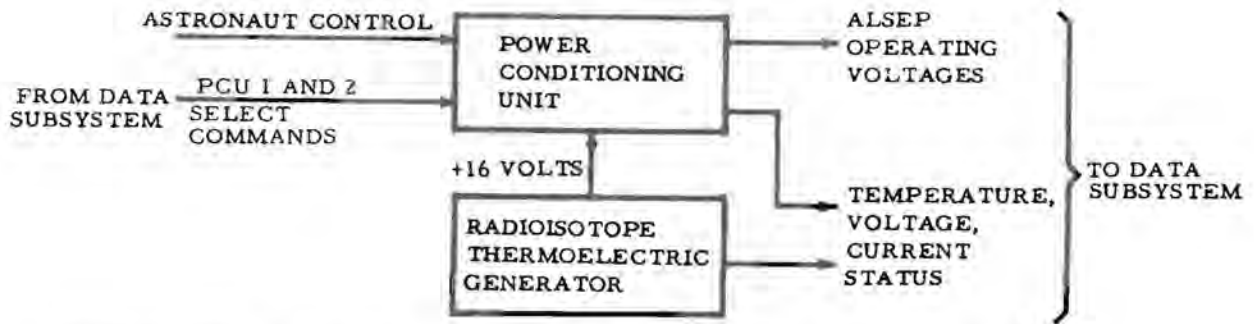 ASTRONAUT CONTROL
FROM DATA
SUBSYSTEM
PCU 1 AND 2
SELECT
COMMANDS
POWER
CONDITIONING
UNIT
+16 VOLTS
RADIOISOTOPE
THERMOELECTRIC
GENERATOR
ALSEP
OPERATING
VOLTAGES
TEMPERATURE,
VOLTAGE,
CURRENT
STATUS
TO DATA
SUBSYSTEM